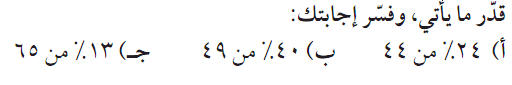 قدّر ما يأتي، وفسّر إجابتك:
أ) ٢٤٪ من ٤٤ ب) ٤٠٪ من ٤٩ جـ) ١٣٪ من ٦٥